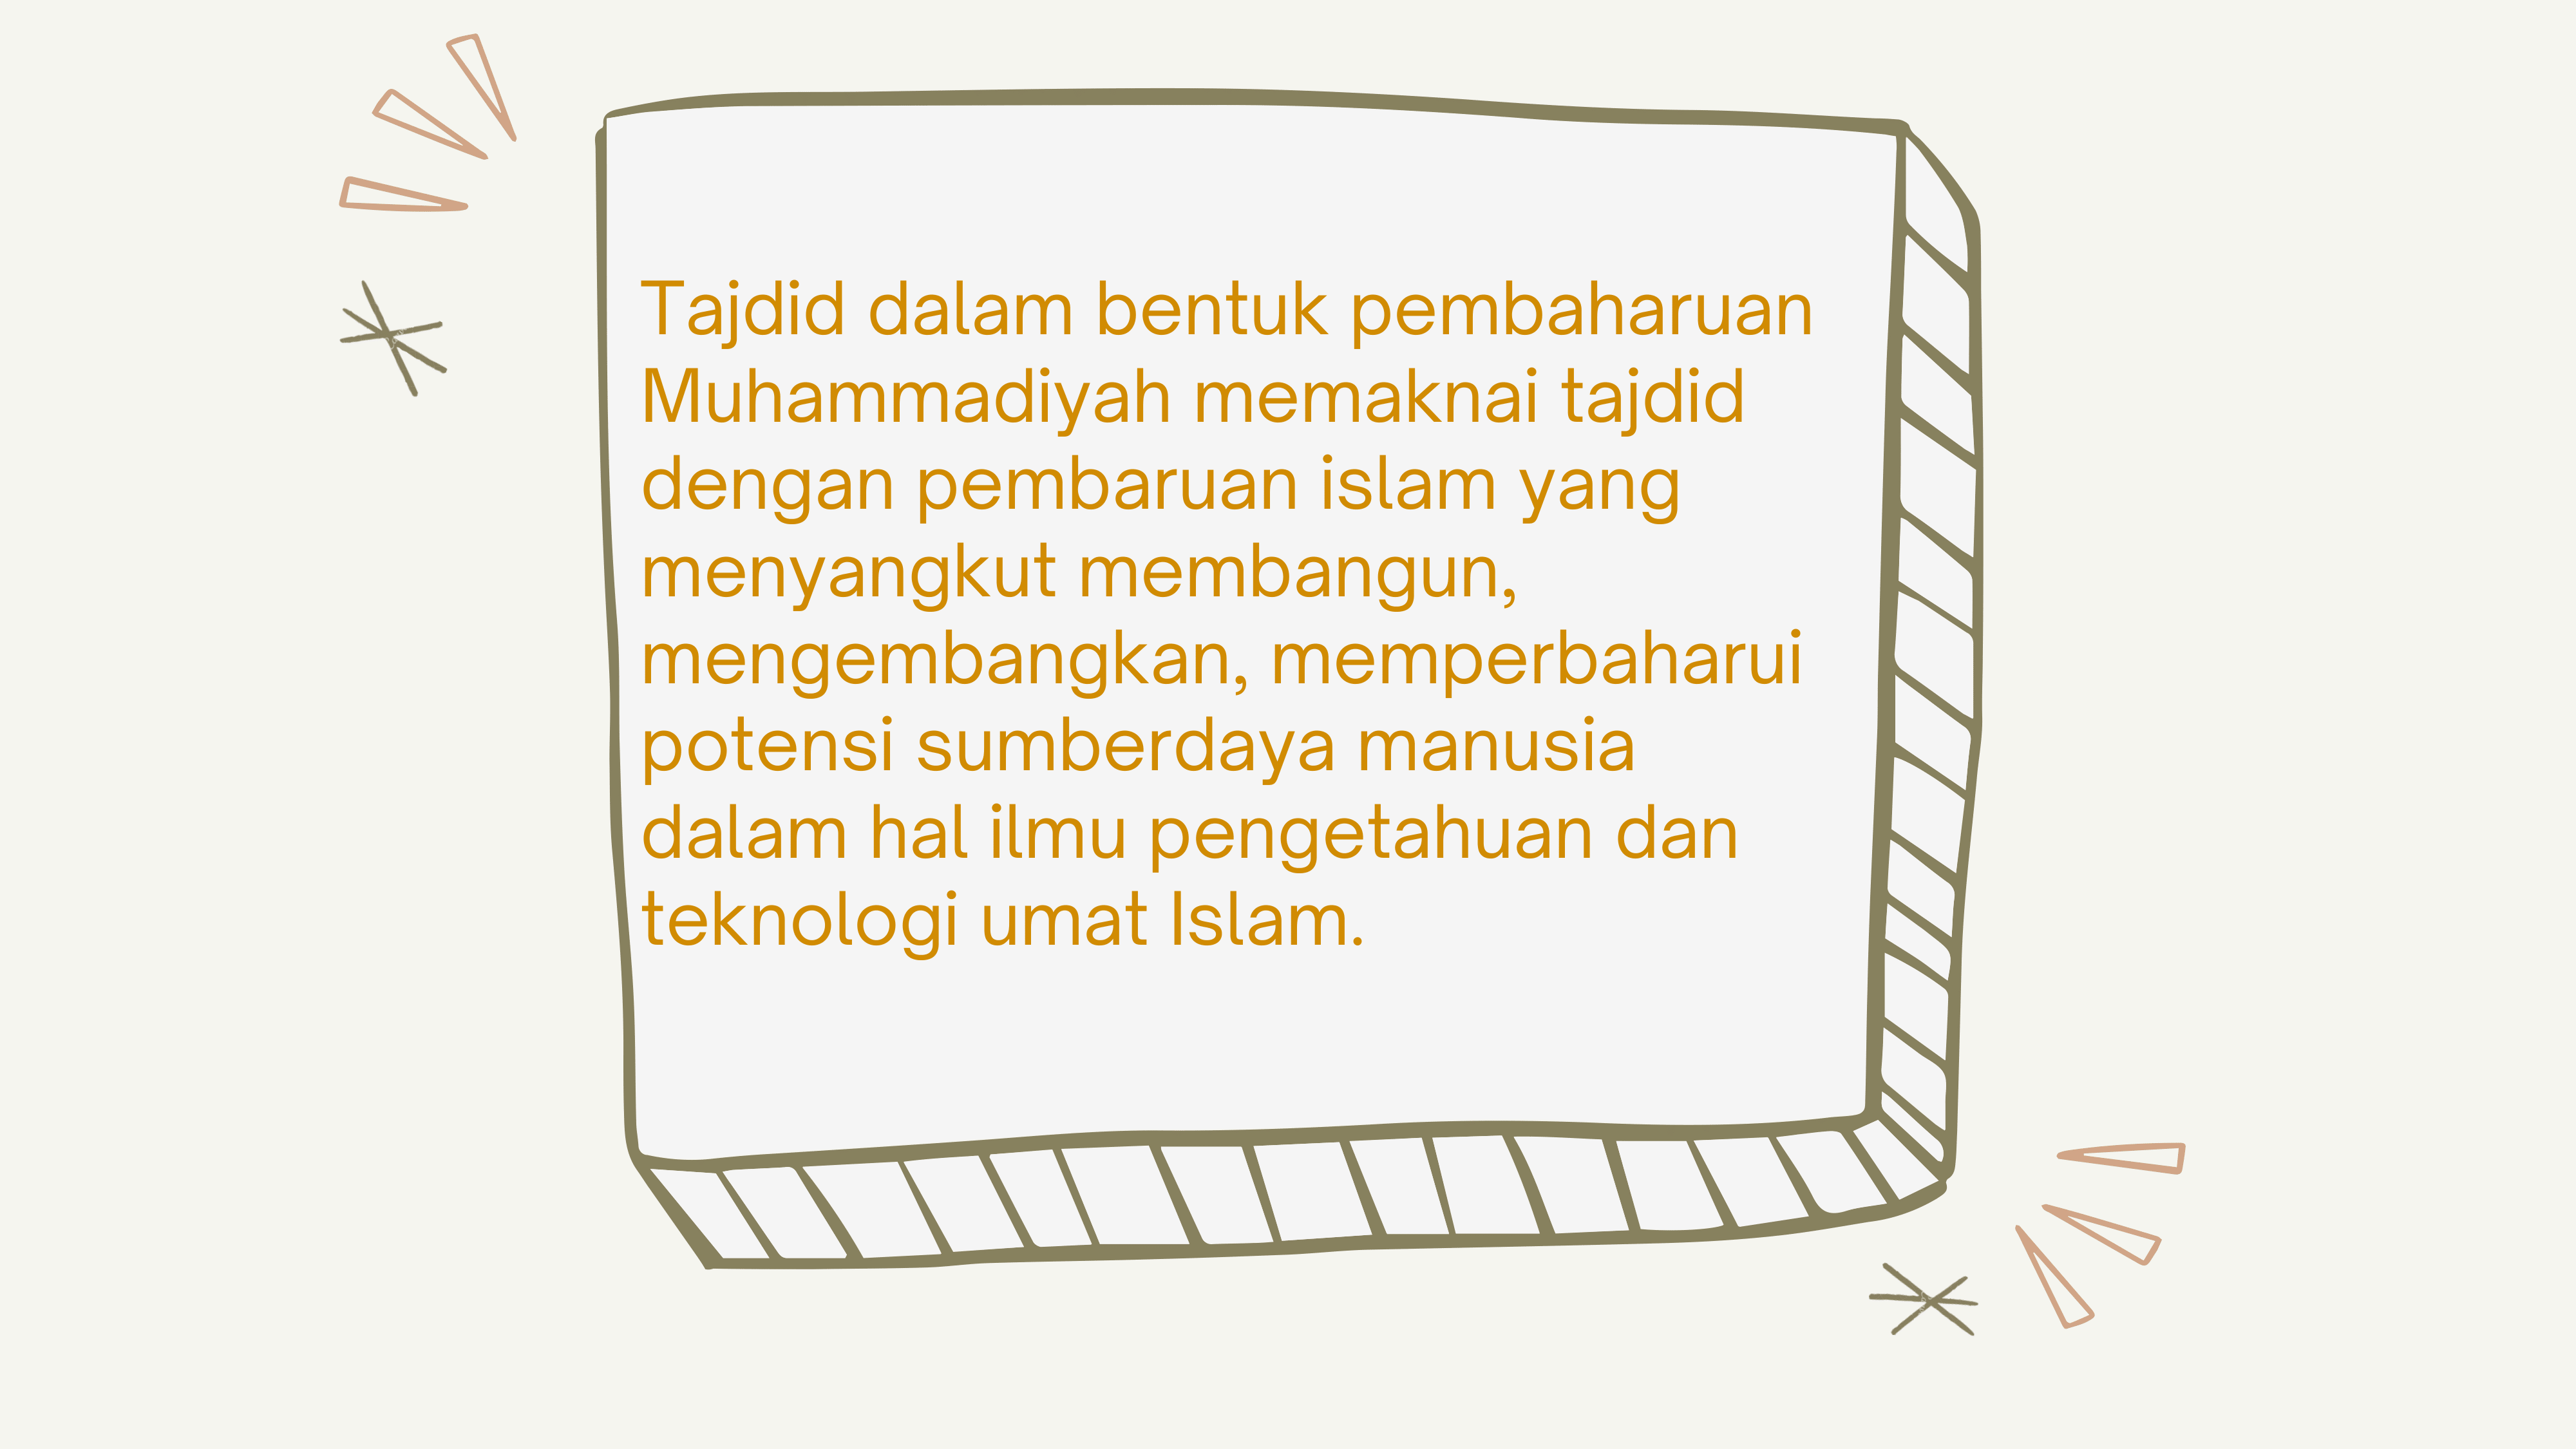 Tajdid dalam bentuk pembaharuan
Muhammadiyah memaknai tajdid
dengan pembaruan islam yang
menyangkut membangun,
mengembangkan, memperbaharui
potensi sumberdaya manusia
dalam hal ilmu pengetahuan dan
teknologi umat Islam.